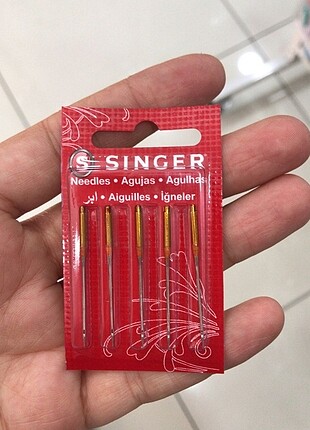 S SINGER
Needles • Agujas • Agulhas
إبر • Aiguilles • İğneler